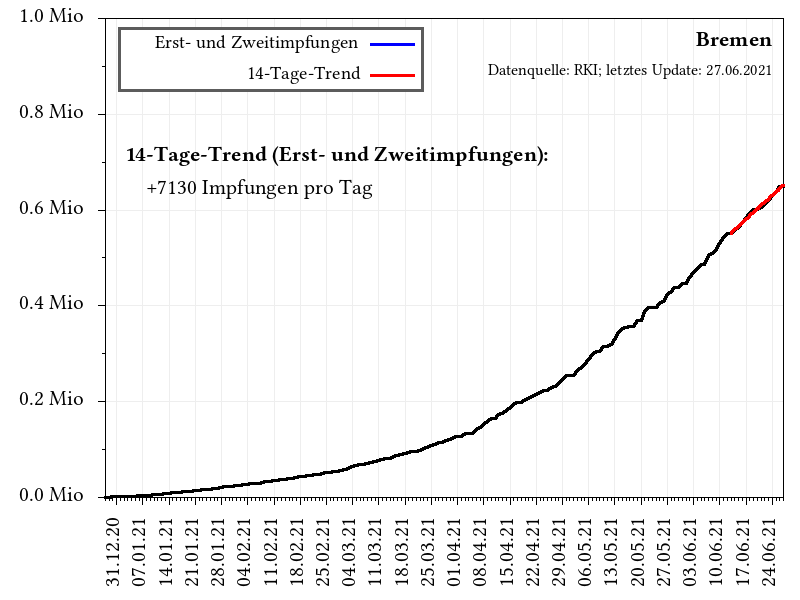 1.0 Mio
0.8 Mio
0.6 Mio
0.4 Mio
0.2 Mio
0.0 Mio
Erst- und Zweitimpfungen
14-Tage-Trend
Bremen
Datenquelle: RKI; letztes Update: 27.06.2021
14-Tage-Trend (Erst- und Zweitimpfungen):
+7130 Impfungen pro Tag
31.12.20
07.01.21
14.01.21
21.01.21
28.01.21
04.02.21
11.02.21
18.02.21
25.02.21
04.03.21
11.03.21
18.03.21
25.03.21
01.04.21
08.04.21
15.04.21
22.04.21
29.04.21
06.05.21
13.05.21
20.05.21
27.05.21
03.06.21
10.06.21
17.06.21
24.06.21